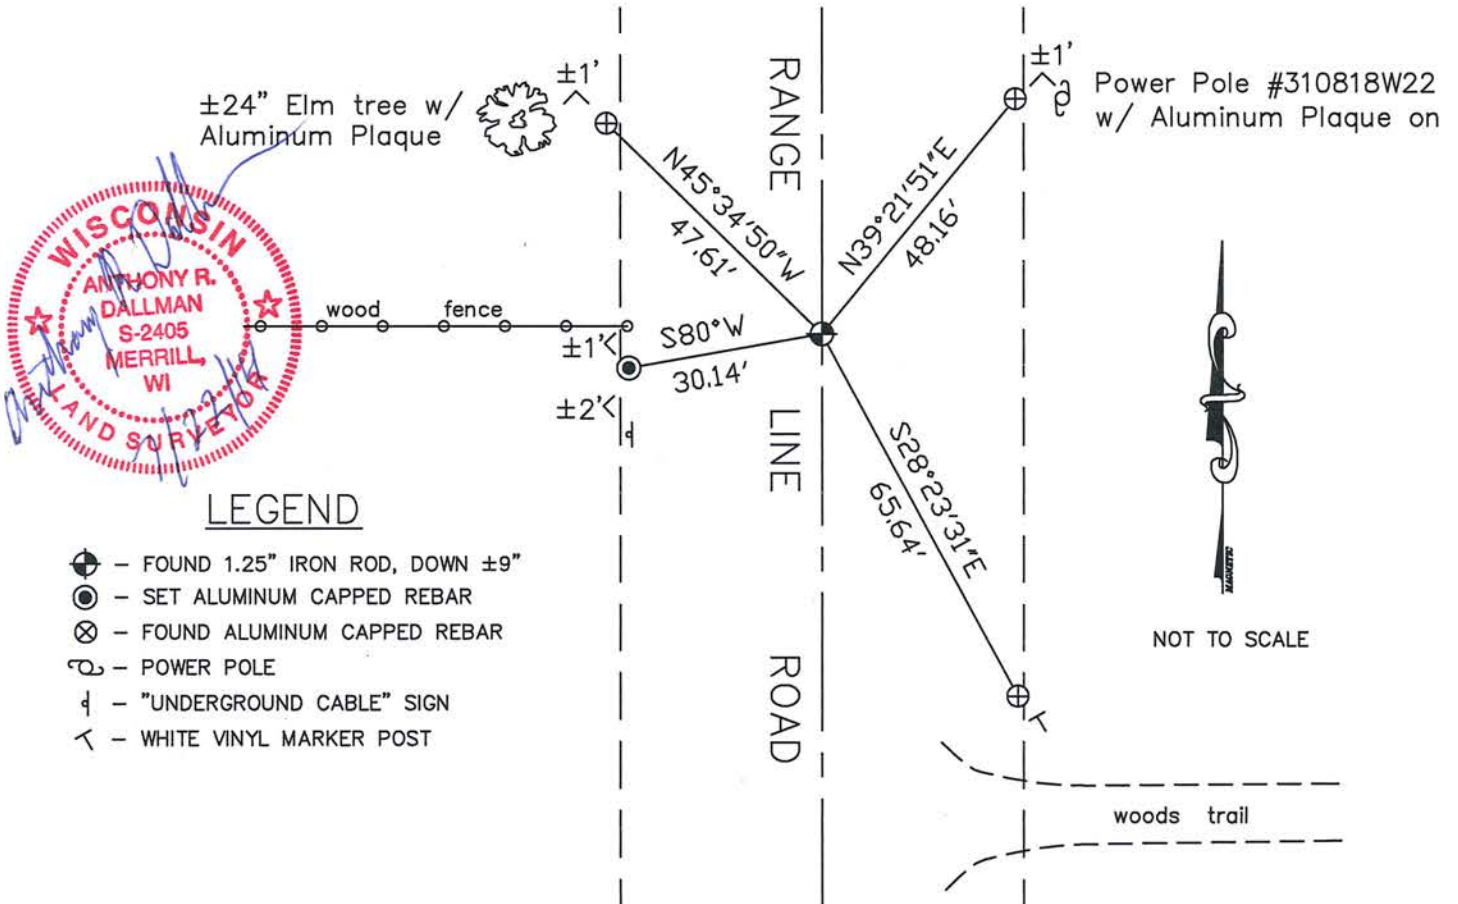 ±1'
±24" Elm tree w/
Aluminum Plaque
±1'
Power Pole #310818W22
w/ Aluminum Plaque on
RANGE LINE ROAD
N45°34'50"W
47.61'
N39°21'51"E
48.16'
WISCONSIN
ANTHONY R.
DALLMAN
S-2405
MERRILL,
WI
LAND SURVEYOR
wood fence
±1'
S80°W
30.14'
±2'
S28°23'31"E
65.64'
LEGEND
– FOUND 1.25" IRON ROD, DOWN ±9"
– SET ALUMINUM CAPPED REBAR
– FOUND ALUMINUM CAPPED REBAR
– POWER POLE
– "UNDERGROUND CABLE" SIGN
– WHITE VINYL MARKER POST
MAGNETIC
NOT TO SCALE
woods trail